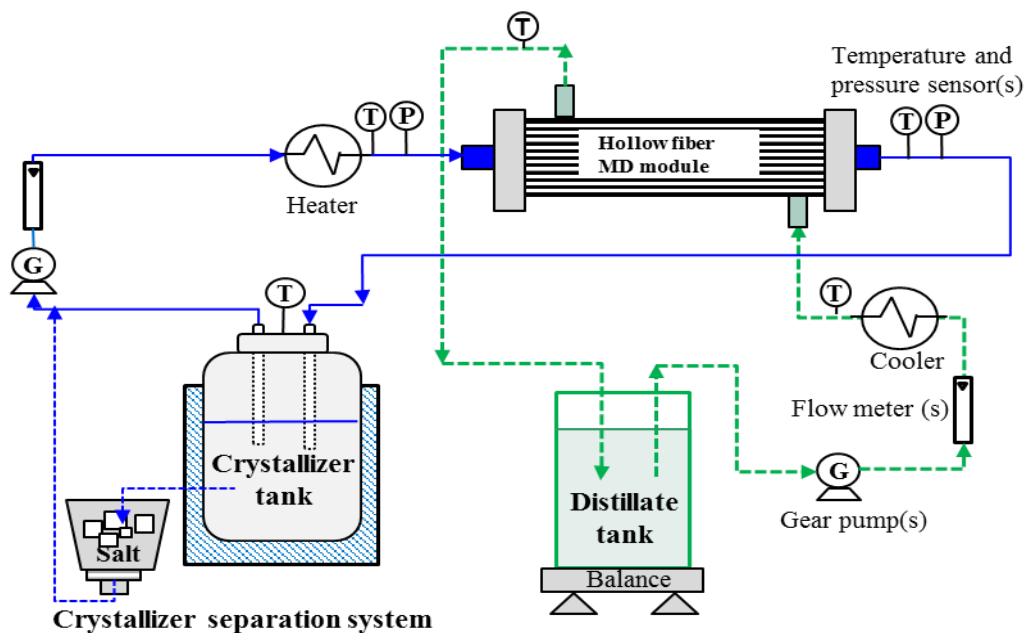 T
Temperature and
pressure sensor(s)
T
P
Hollow fiber
MD module
T
P
Heater
G
T
T
Cooler
Flow meter (s)
Crystallizer
tank
G
Distillate
tank
Gear pump(s)
Salt
Balance
Crystallizer separation system